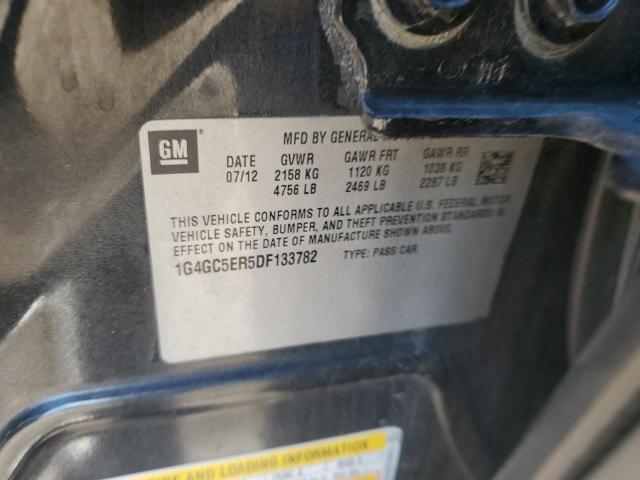 GM
MFD BY GENERAL
DATE GVWR GAWR FRT GAWR RR
07/12 2158 KG 1120 KG 1038 KG
4756 LB 2469 LB 2287 LB
THIS VEHICLE CONFORMS TO ALL APPLICABLE U.S. FEDERAL MOTOR
VEHICLE SAFETY, BUMPER, AND THEFT PREVENTION STANDARDS IN
EFFECT ON THE DATE OF MANUFACTURE SHOWN ABOVE.
1G4GC5ER5DF133782 TYPE: PASS CAR
AND LOADING INFORMATION